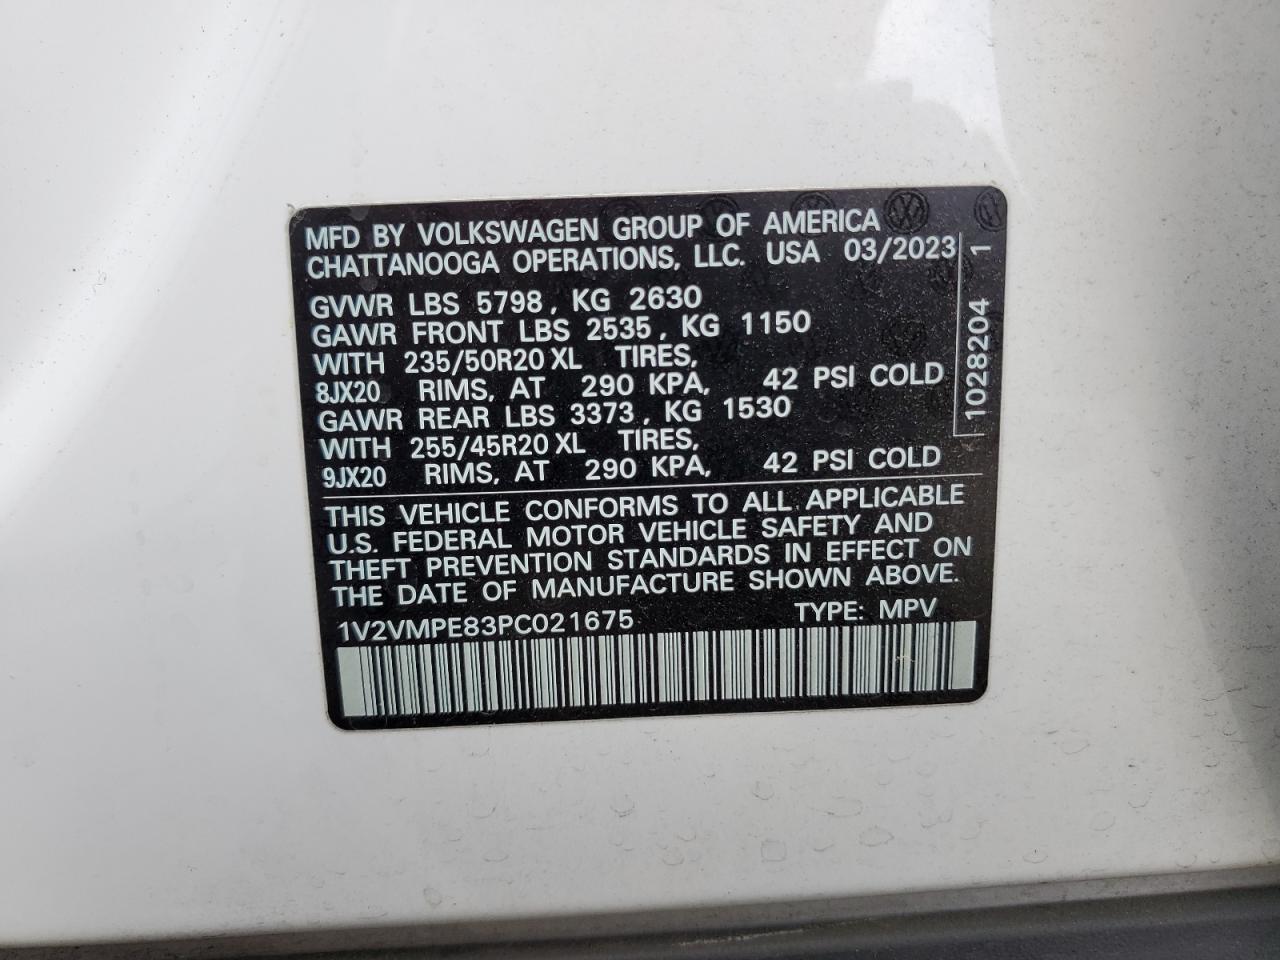 MFD BY VOLKSWAGEN GROUP OF AMERICA
CHATTANOOGA OPERATIONS, LLC. USA 03/2023
GVWR LBS 5798, KG 2630
GAWR FRONT LBS 2535, KG 1150
WITH 235/50R20 XL TIRES,
8JX20 RIMS, AT 290 KPA, 42 PSI COLD
GAWR REAR LBS 3373, KG 1530
WITH 255/45R20 XL TIRES,
9JX20 RIMS, AT 290 KPA, 42 PSI COLD
1028204 1
THIS VEHICLE CONFORMS TO ALL APPLICABLE
U.S. FEDERAL MOTOR VEHICLE SAFETY AND
THEFT PREVENTION STANDARDS IN EFFECT ON
THE DATE OF MANUFACTURE SHOWN ABOVE.
1V2VMPE83PC021675 TYPE: MPV